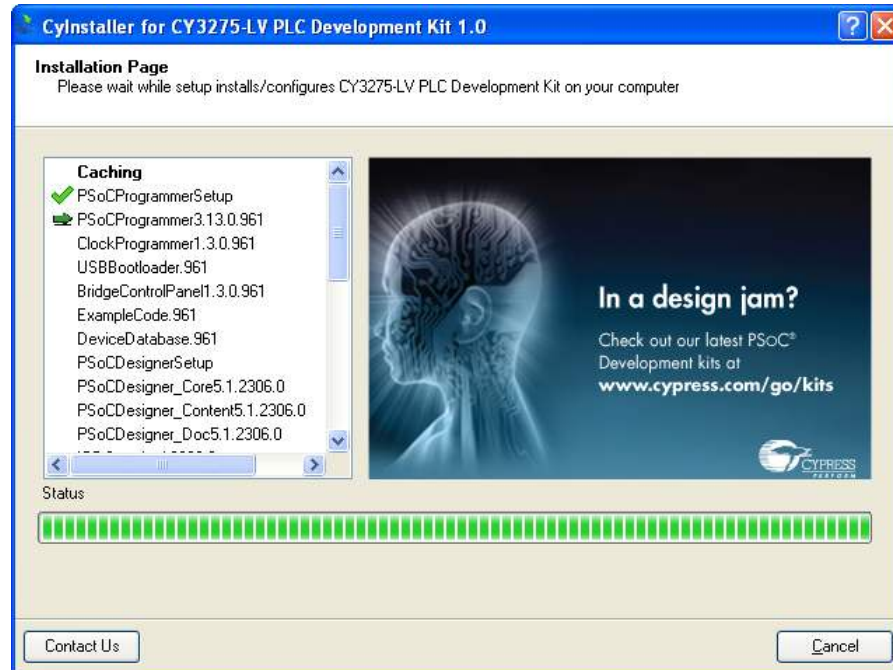 CyInstaller for CY3275-LV PLC Development Kit 1.0
Installation Page
Please wait while setup installs/configures CY3275-LV PLC Development Kit on your computer
Caching
PSoCProgrammerSetup
PSoCProgrammer3.13.0.961
ClockProgrammer1.3.0.961
USBBootloader.961
BridgeControlPanel1.3.0.961
ExampleCode.961
DeviceDatabase.961
PSoCDesignerSetup
PSoCDesigner_Core5.1.2306.0
PSoCDesigner_Content5.1.2306.0
PSoCDesigner_Doc5.1.2306.0
In a design jam?
Check out our latest PSoC®
Development kits at
www.cypress.com/go/kits
CYPRESS
PERFORM
Status
Contact Us
Cancel